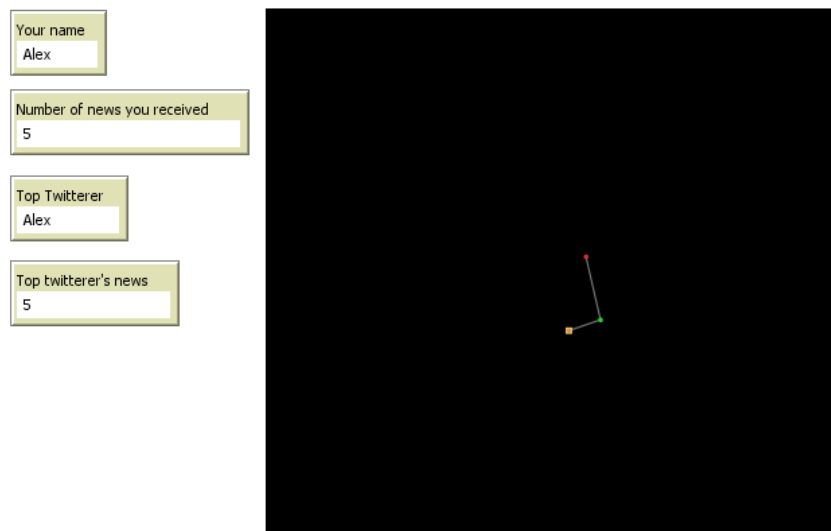 Your name
Alex
Number of news you received
5
Top Twitterer
Alex
Top twitterer's news
5